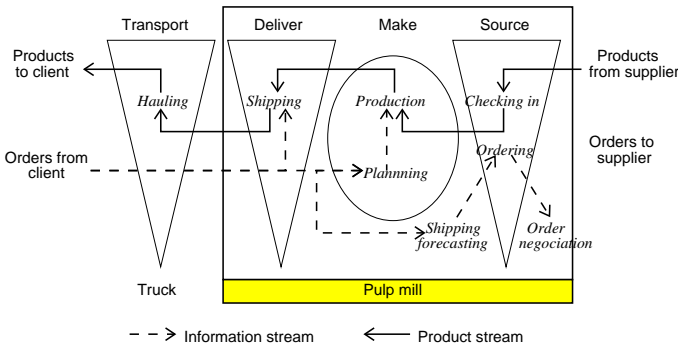 Transport
Deliver
Make
Source
Products
to client
Products
from supplier
Hauling
Shipping
Production
Checking in
Orders from
client
Orders to
supplier
Ordering
Plannning
Shipping
forecasting
Order
negociation
Truck
Pulp mill
Information stream
Product stream